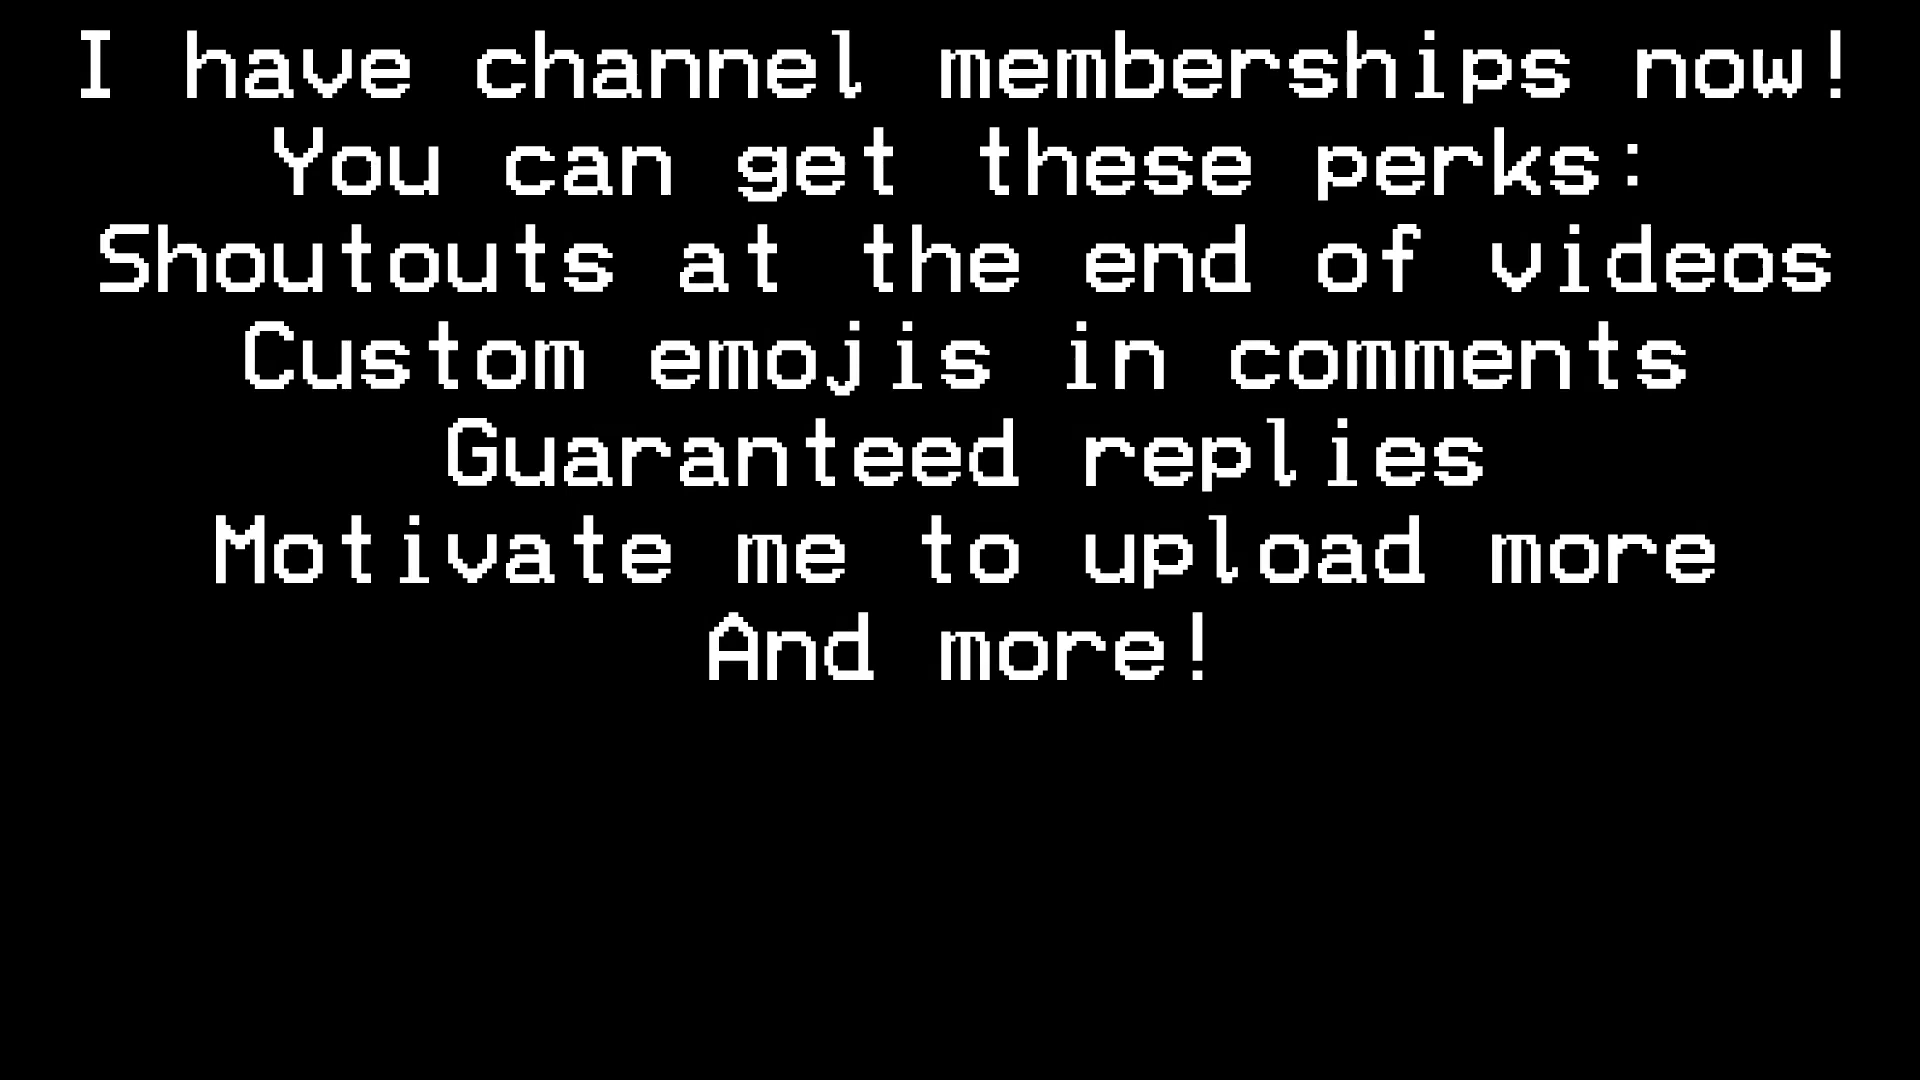 I have channel memberships now!
You can get these perks:
Shoutouts at the end of videos
Custom emojis in comments
Guaranteed replies
Motivate me to upload more
And more!